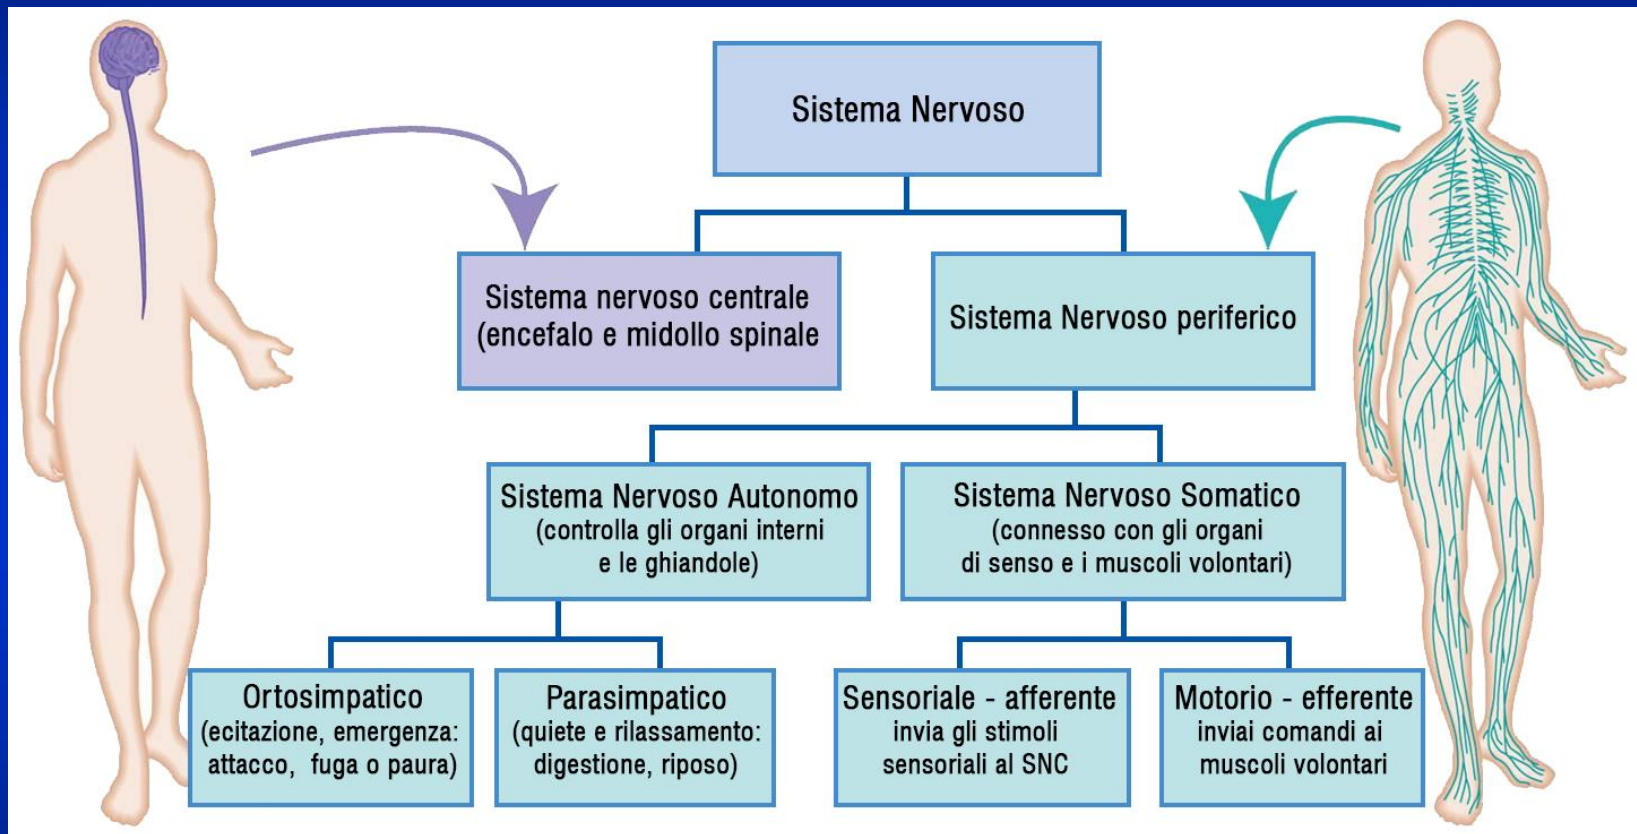 Sistema Nervoso
Sistema nervoso centrale
(encefalo e midollo spinale
Sistema Nervoso periferico
Sistema Nervoso Autonomo
(controlla gli organi interni
e le ghiandole)
Sistema Nervoso Somatico
(connesso con gli organi
di senso e i muscoli volontari)
Ortosimpatico
(ecitazione, emergenza:
attacco, fuga o paura)
Parasimpatico
(quiete e rilassamento:
digestione, riposo)
Sensoriale - afferente
invia gli stimoli
sensoriali al SNC
Motorio - efferente
inviai comandi ai
muscoli volontari